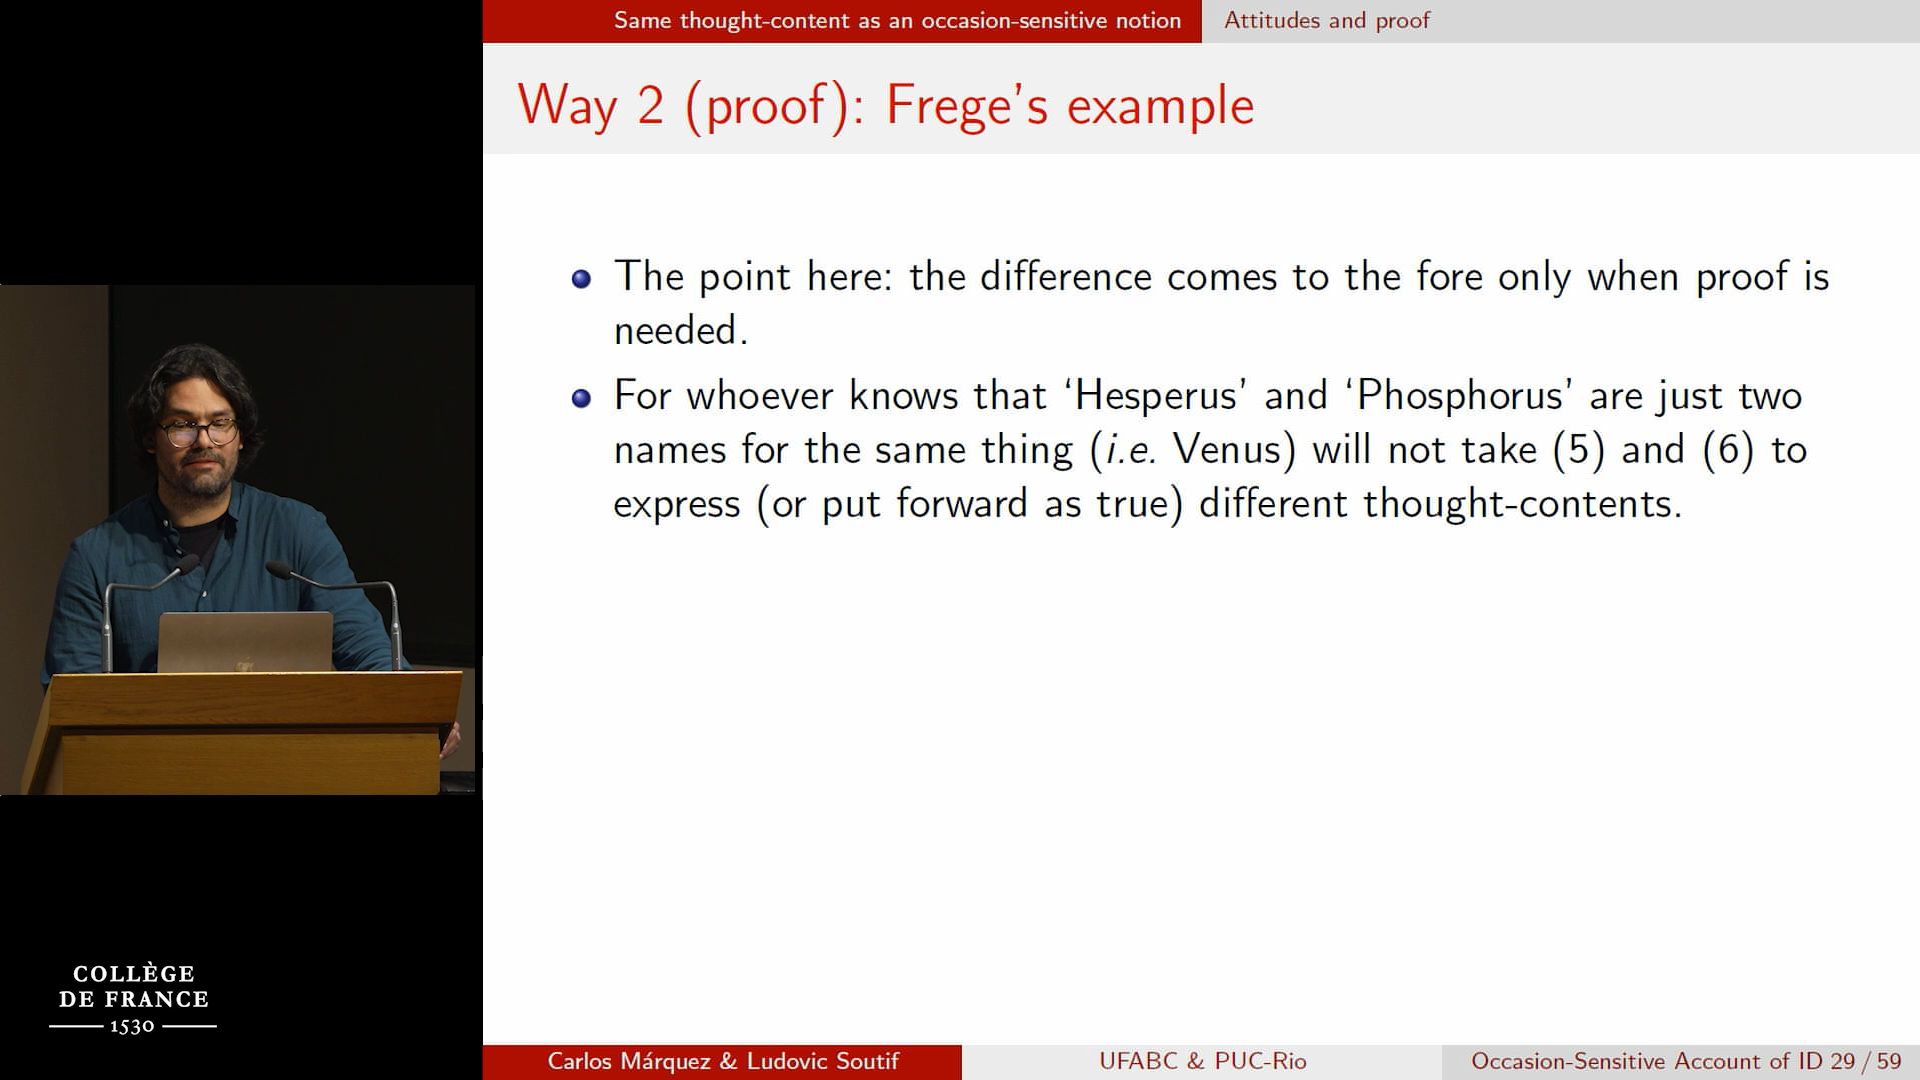 Same thought-content as an occasion-sensitive notion
Attitudes and proof
Way 2 (proof): Frege's example
The point here: the difference comes to the fore only when proof is
needed.
For whoever knows that ‘Hesperus’ and ‘Phosphorus’ are just two
names for the same thing (i.e. Venus) will not take (5) and (6) to
express (or put forward as true) different thought-contents.
COLLÈGE
DE FRANCE
1530
Carlos Márquez & Ludovic Soutif
UFABC & PUC-Rio
Occasion-Sensitive Account of ID 29 / 59